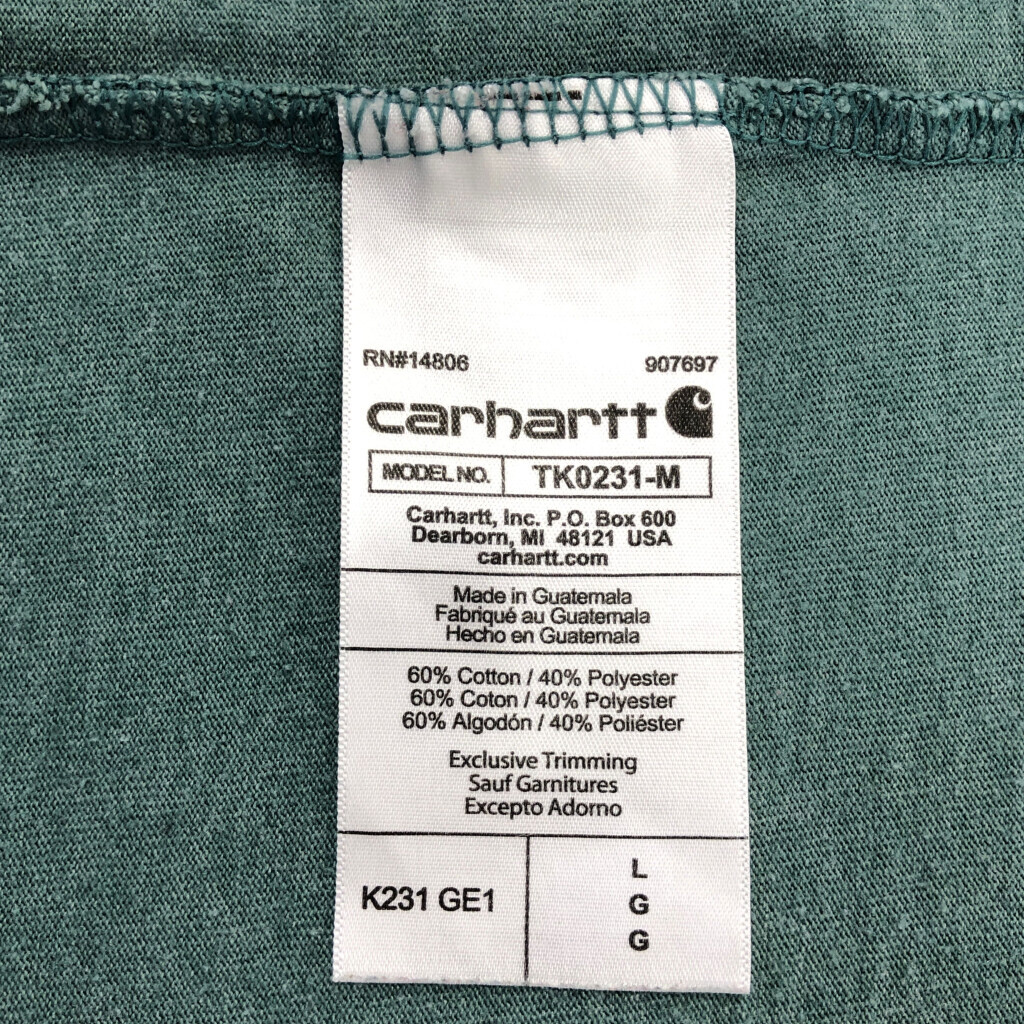 RN#14806 907697
carhartt
MODEL NO. TK0231-M
Carhartt, Inc. P.O. Box 600
Dearborn, MI 48121 USA
carhartt.com
Made in Guatemala
Fabriqué au Guatemala
Hecho en Guatemala
60% Cotton / 40% Polyester
60% Coton / 40% Polyester
60% Algodón / 40% Poliéster
Exclusive Trimming
Sauf Garnitures
Excepto Adorno
K231 GE1
L
G
G